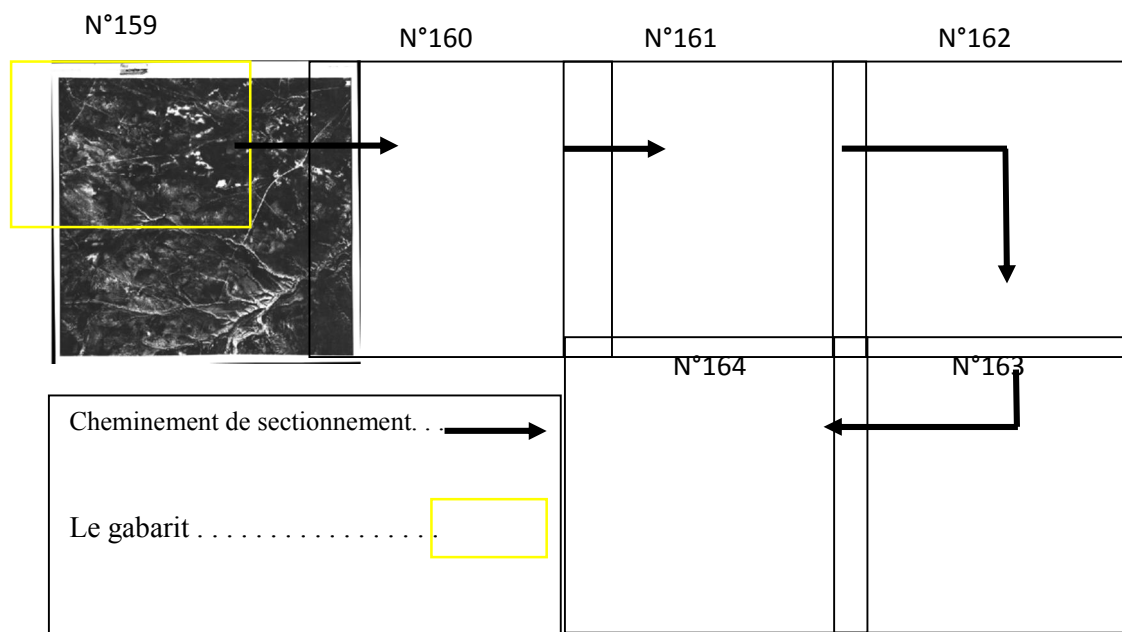 N°159
N°160
N°161
N°162
N°164
N°163
Cheminement de sectionnement. . .
Le gabarit . . . . . . . . . . . . . . . . . .